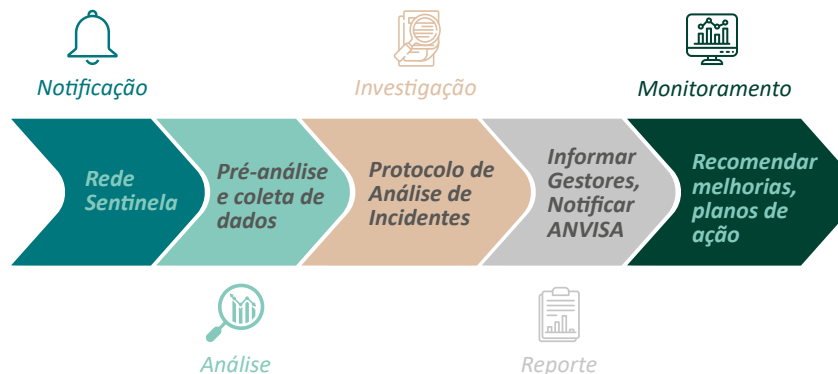 Notificação
Investigação
Monitoramento
Rede
Sentinela
Pré-análise
e coleta de
dados
Protocolo de
Análise de
Incidentes
Informar
Gestores,
Notificar
ANVISA
Recomendar
melhorias,
planos de
ação
Análise
Reporte